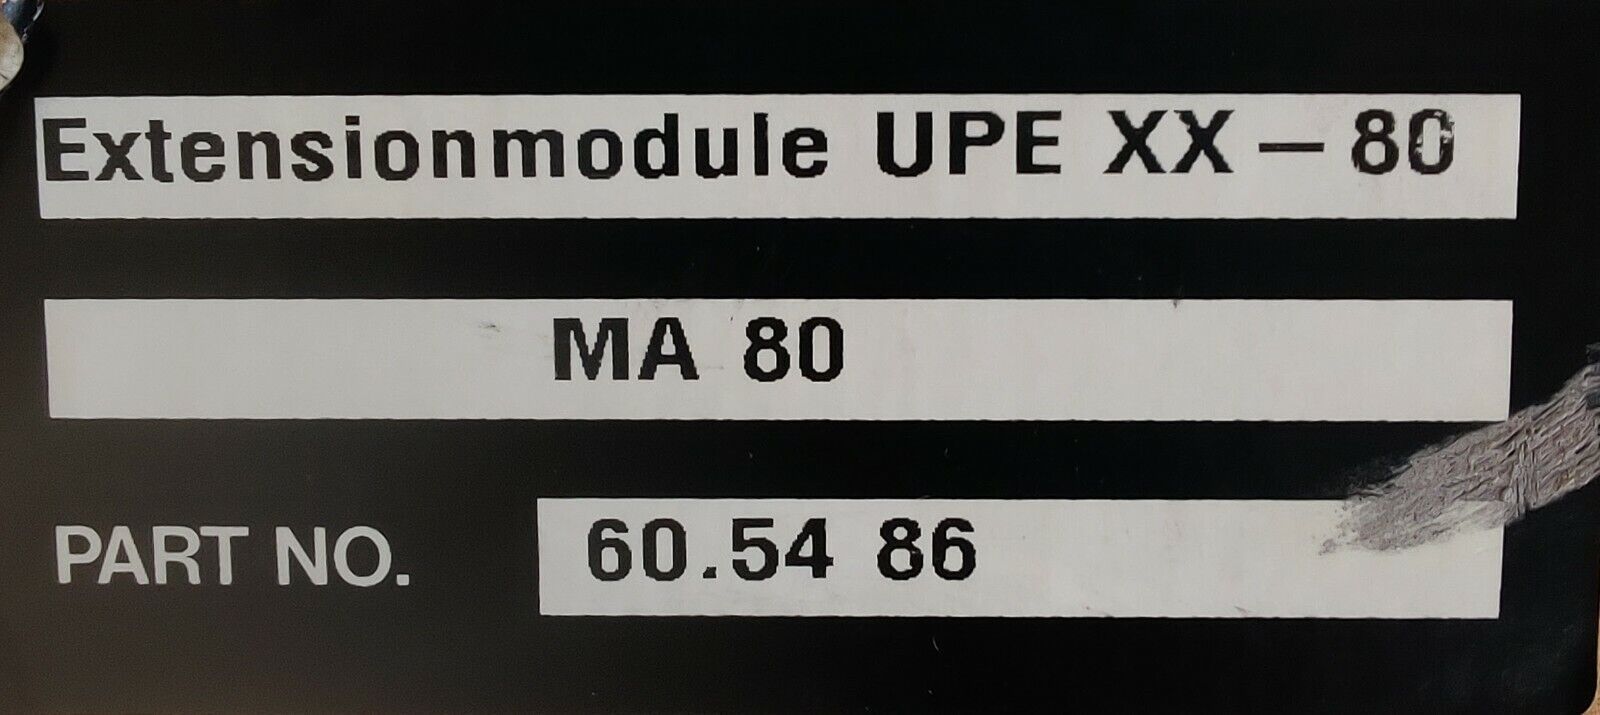 Extensionmodule UPE XX – 80
MA 80
PART NO. 60.54 86